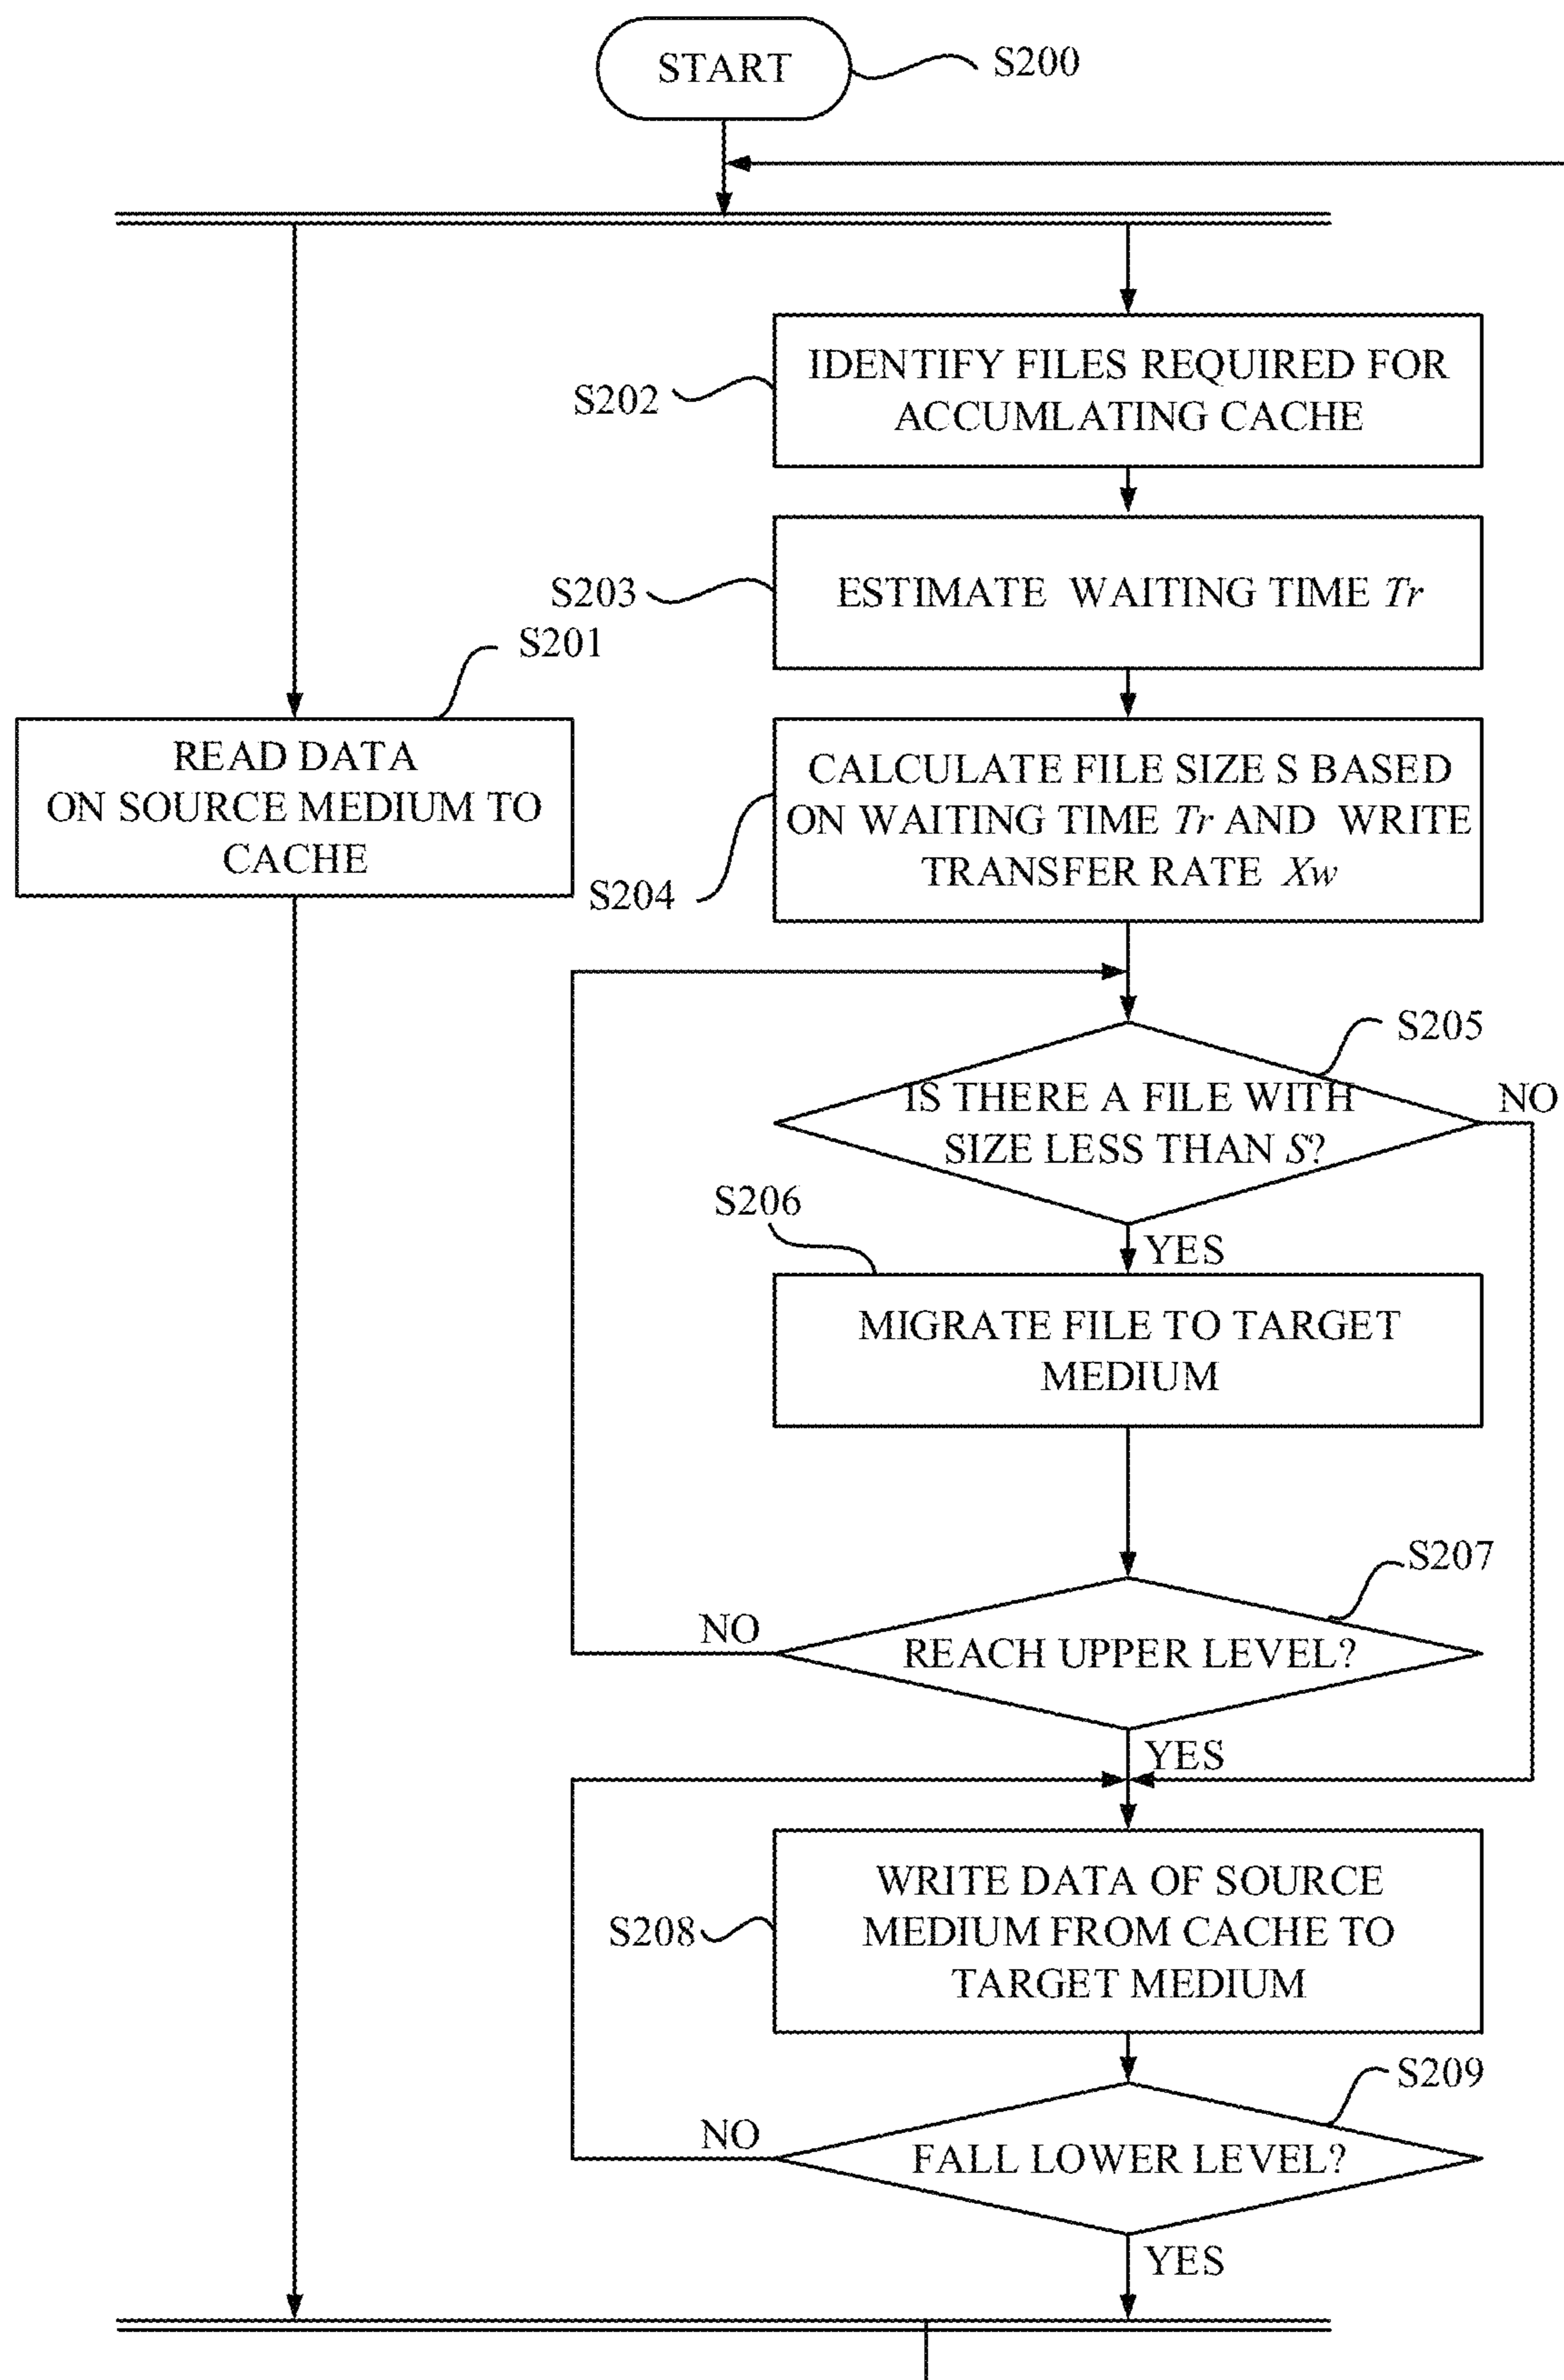 START
S200
IDENTIFY FILES REQUIRED FOR
ACCUMLATING CACHE
S202
ESTIMATE WAITING TIME Tr
S203
S201
READ DATA
ON SOURCE MEDIUM TO
CACHE
CALCULATE FILE SIZE S BASED
ON WAITING TIME Tr AND WRITE
TRANSFER RATE Xw
S204
S205
IS THERE A FILE WITH
SIZE LESS THAN S?
NO
S206
YES
MIGRATE FILE TO TARGET
MEDIUM
S207
NO
REACH UPPER LEVEL?
YES
WRITE DATA OF SOURCE
MEDIUM FROM CACHE TO
TARGET MEDIUM
S208
S209
NO
FALL LOWER LEVEL?
YES